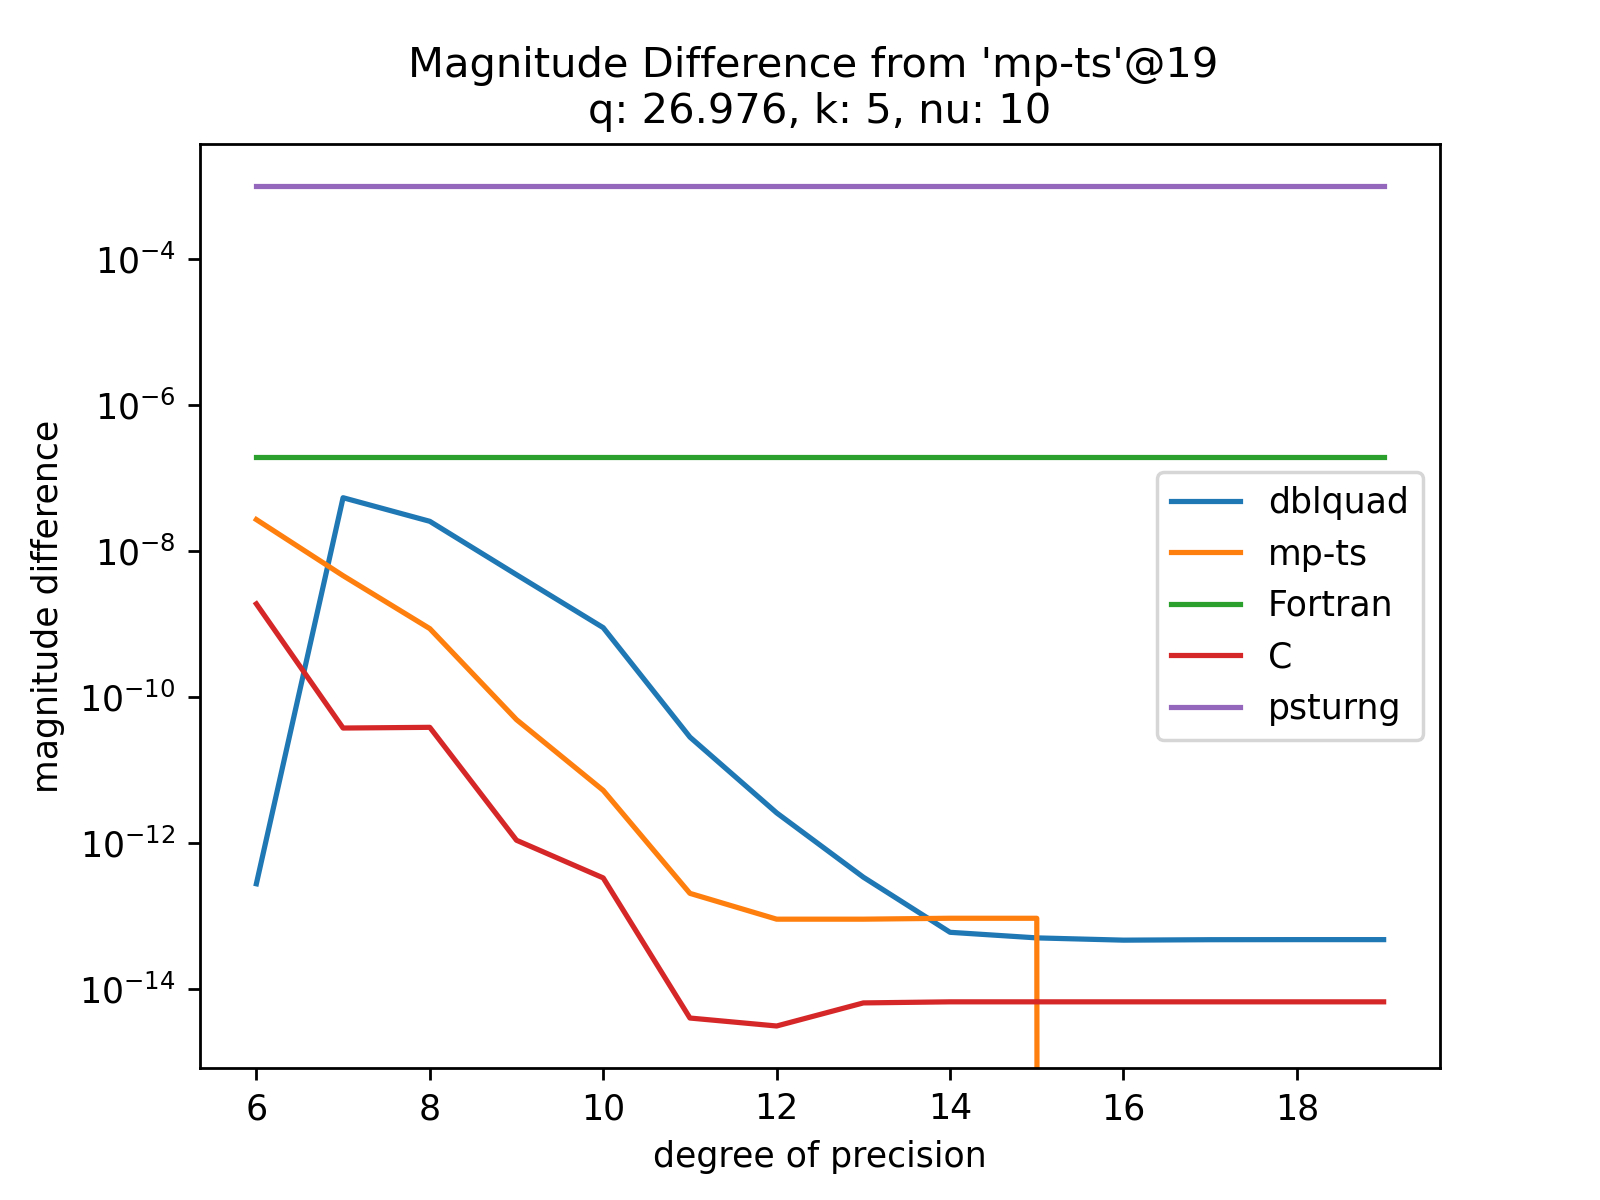 Magnitude Difference from 'mp-ts'@19
q: 26.976, k: 5, nu: 10
magnitude difference
10⁻⁴
10⁻⁶
10⁻⁸
10⁻¹⁰
10⁻¹²
10⁻¹⁴
dblquad
mp-ts
Fortran
C
psturng
6 8 10 12 14 16 18
degree of precision